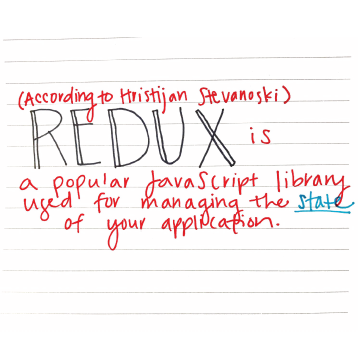 (According to Hristijan Stevanoski)
REDUX is
a popular JavaScript library
used for managing the state
of your application.